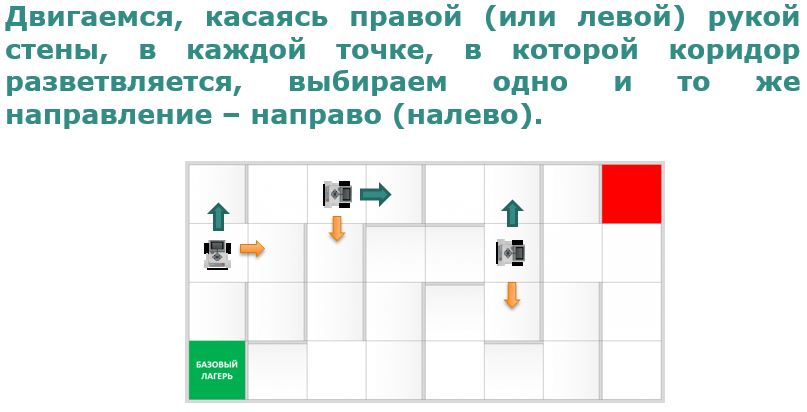 Двигаемся, касаясь правой (или левой) рукой
стены, в каждой точке, в которой коридор
разветвляется, выбираем одно и то же
направление – направо (налево).
БАЗОВЫЙ
ЛАГЕРЬ